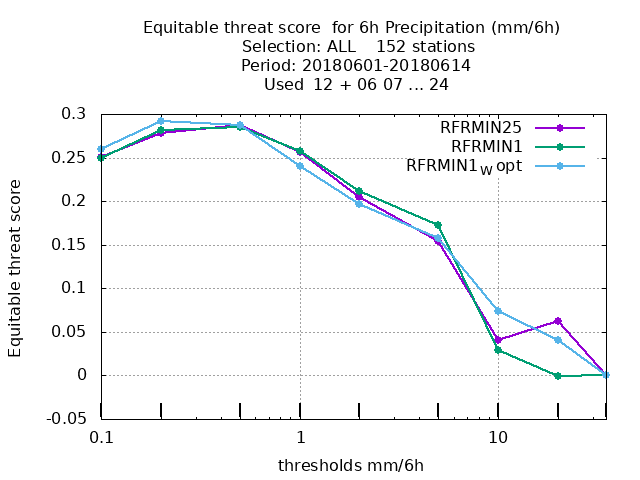 Equitable threat score  for 6h Precipitation (mm/6h)
Selection: ALL    152 stations
Period: 20180601-20180614
Used  12 + 06 07 ... 24
RFRMIN25
RFRMIN1
RFRMIN1W opt
0.3
0.25
0.2
0.15
0.1
0.05
0
-0.05
Equitable threat score
0.1 1 10
thresholds mm/6h